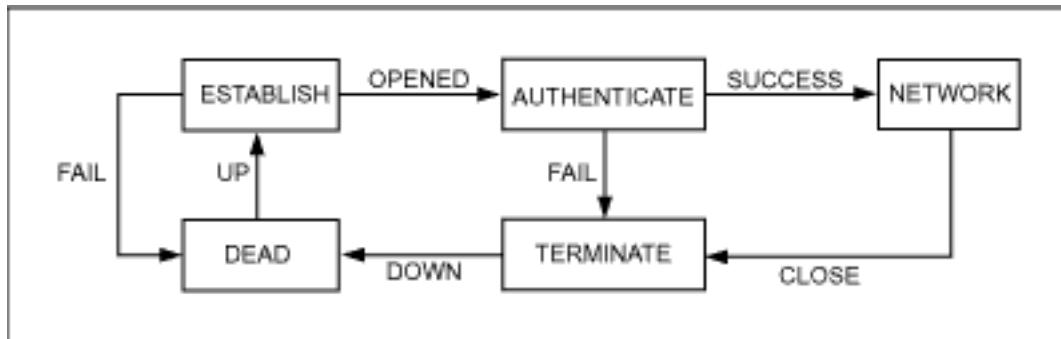 OPENED
SUCCESS
ESTABLISH
AUTHENTICATE
NETWORK
FAIL
UP
FAIL
DEAD
TERMINATE
DOWN
CLOSE